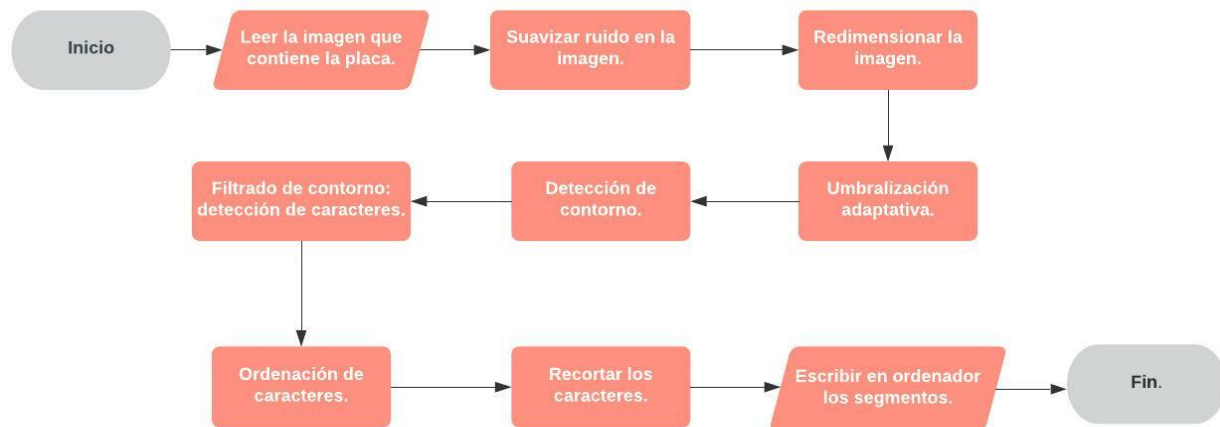 Inicio
Leer la imagen que
contiene la placa.
Suavizar ruido en la
imagen.
Redimensionar la
imagen.
Umbralización
adaptativa.
Detección de
contorno.
Filtrado de contorno:
detección de caracteres.
Ordenación de
caracteres.
Recortar los
caracteres.
Escribir en ordenador
los segmentos.
Fin.